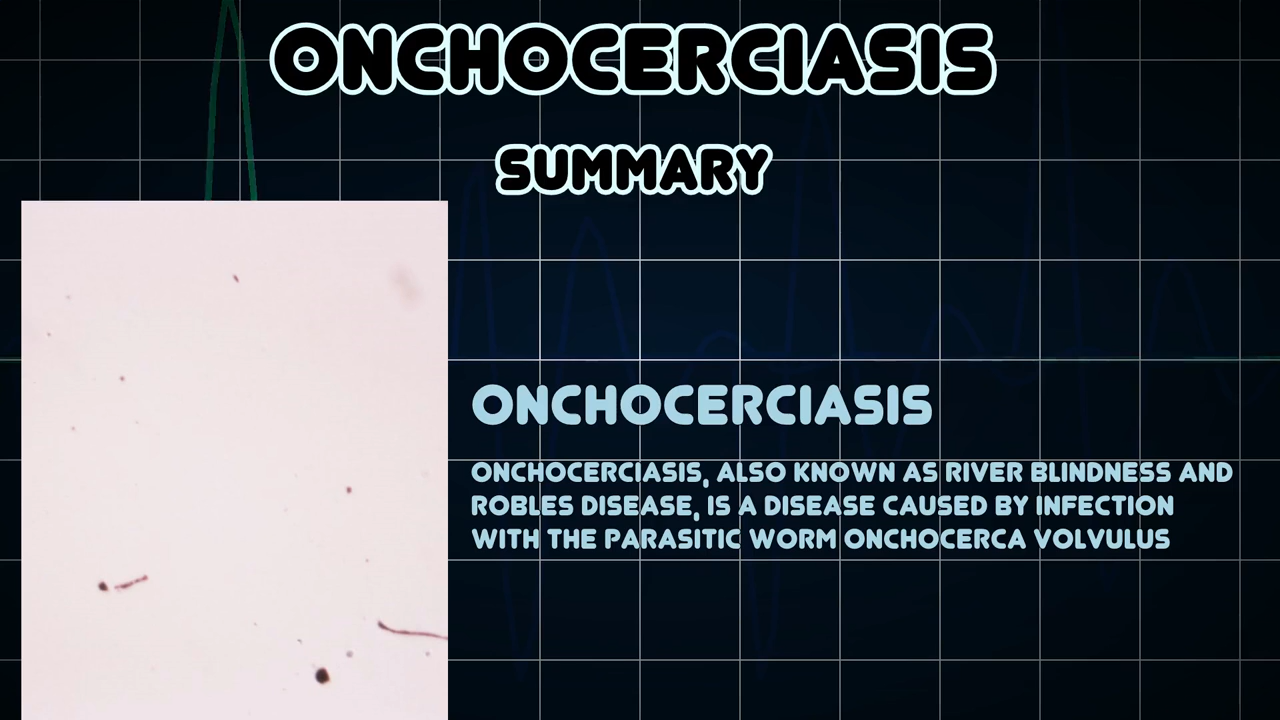 ONCHOCERCIASIS
SUMMARY
ONCHOCERCIASIS
ONCHOCERCIASIS, ALSO KNOWN AS RIVER BLINDNESS AND
ROBLES DISEASE, IS A DISEASE CAUSED BY INFECTION
WITH THE PARASITIC WORM ONCHOCERCA VOLVULUS